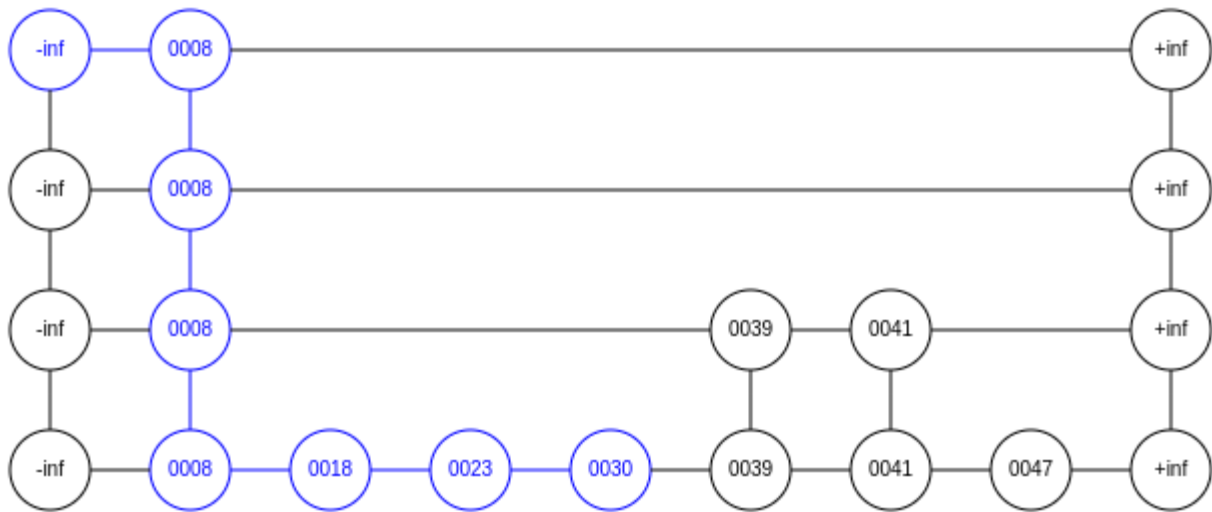 -inf 0008 +inf
-inf 0008 +inf
-inf 0008 0039 0041 +inf
-inf 0008 0018 0023 0030 0039 0041 0047 +inf